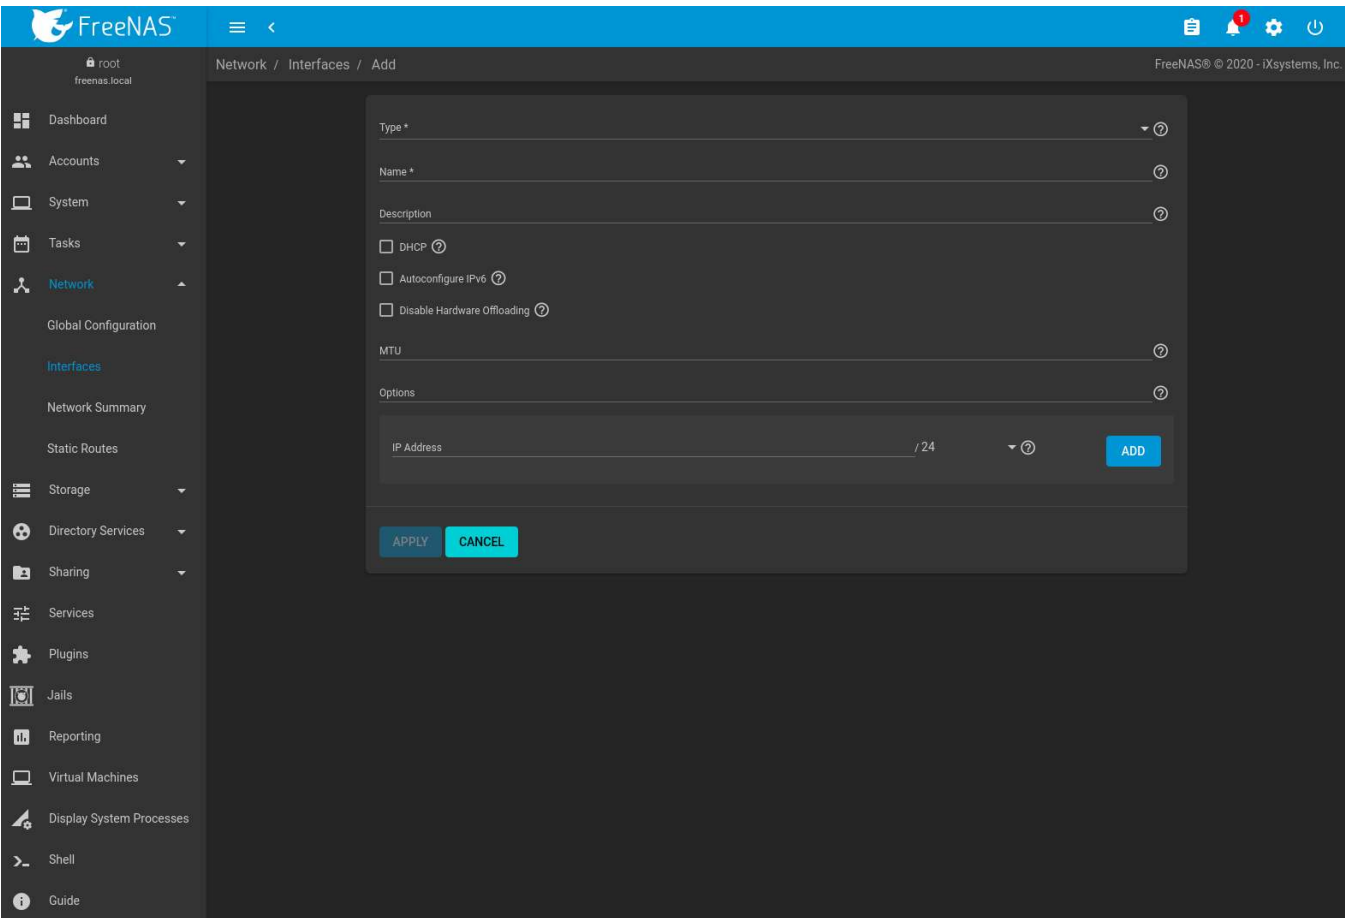 FreeNAS®
1
root
freenas.local
Network / Interfaces / Add
FreeNAS® © 2020 - iXsystems, Inc.
Dashboard
Accounts
System
Tasks
Network
Global Configuration
Interfaces
Network Summary
Static Routes
Storage
Directory Services
Sharing
Services
Plugins
Jails
Reporting
Virtual Machines
Display System Processes
Shell
Guide
Type *
Name *
Description
DHCP
Autoconfigure IPv6
Disable Hardware Offloading
MTU
Options
IP Address / 24 ADD
APPLY CANCEL